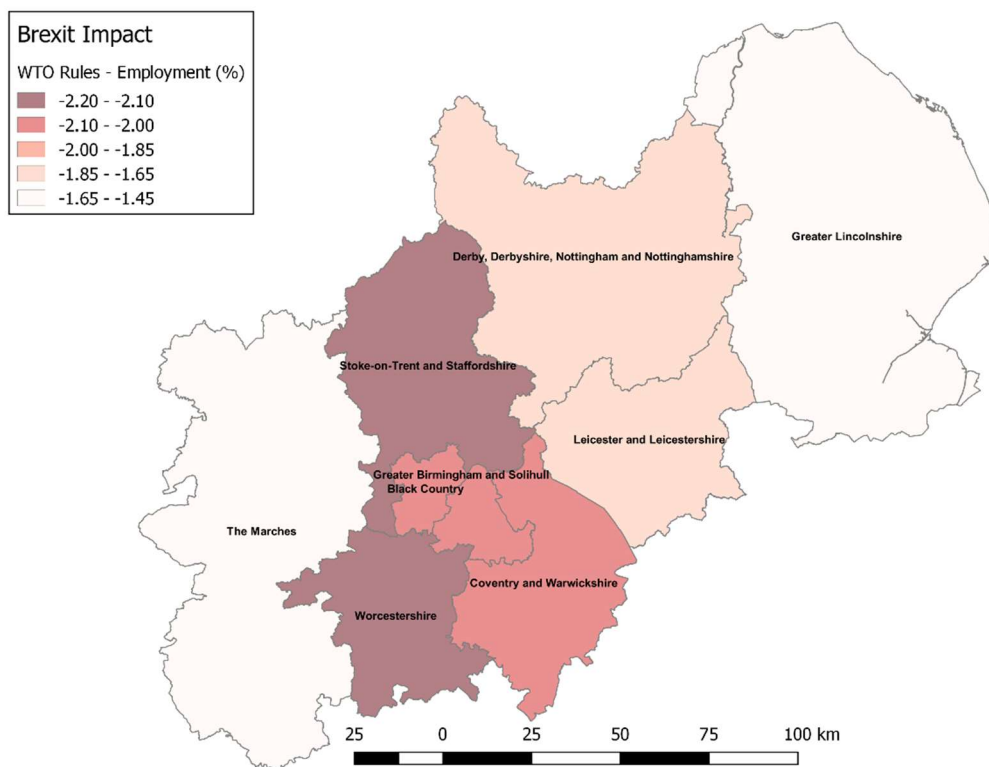 Brexit Impact
WTO Rules - Employment (%)
-2.20 - -2.10
-2.10 - -2.00
-2.00 - -1.85
-1.85 - -1.65
-1.65 - -1.45
Greater Lincolnshire
Derby, Derbyshire, Nottingham and Nottinghamshire
Stoke-on-Trent and Staffordshire
Leicester and Leicestershire
Greater Birmingham and Solihull
Black Country
The Marches
Coventry and Warwickshire
Worcestershire
25 0 25 50 75 100 km